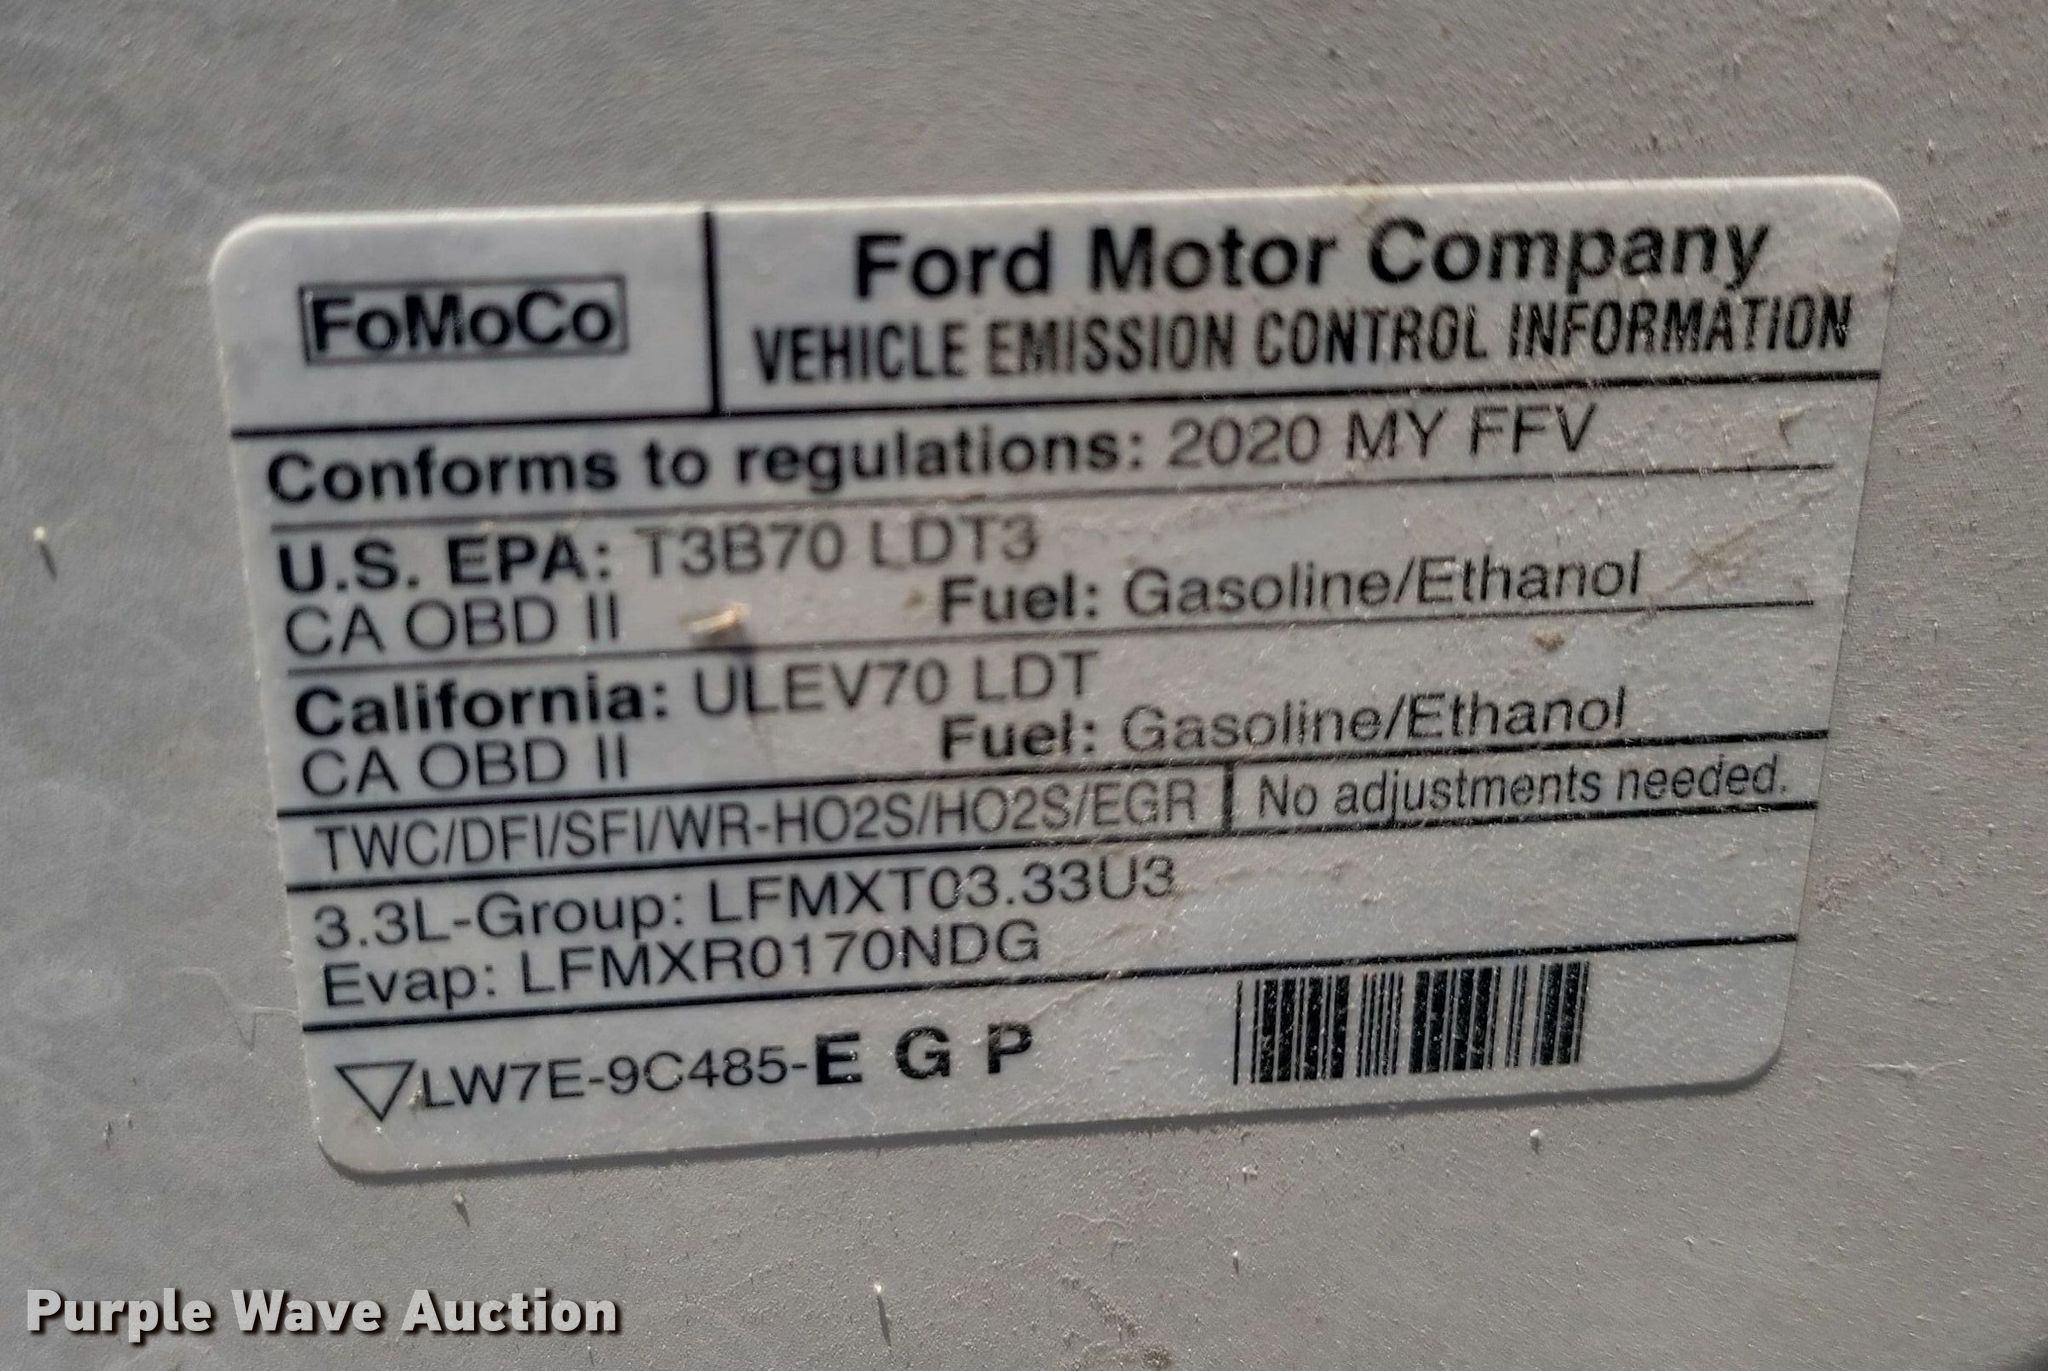 FoMoCo
Ford Motor Company
VEHICLE EMISSION CONTROL INFORMATION
Conforms to regulations: 2020 MY FFV
U.S. EPA: T3B70 LDT3
CA OBD II Fuel: Gasoline/Ethanol
California: ULEV70 LDT
CA OBD II Fuel: Gasoline/Ethanol
TWC/DFI/SFI/WR-HO2S/HO2S/EGR No adjustments needed.
3.3L-Group: LFMXT03.33U3
Evap: LFMXR0170NDG
LW7E-9C485-E G P
Purple Wave Auction